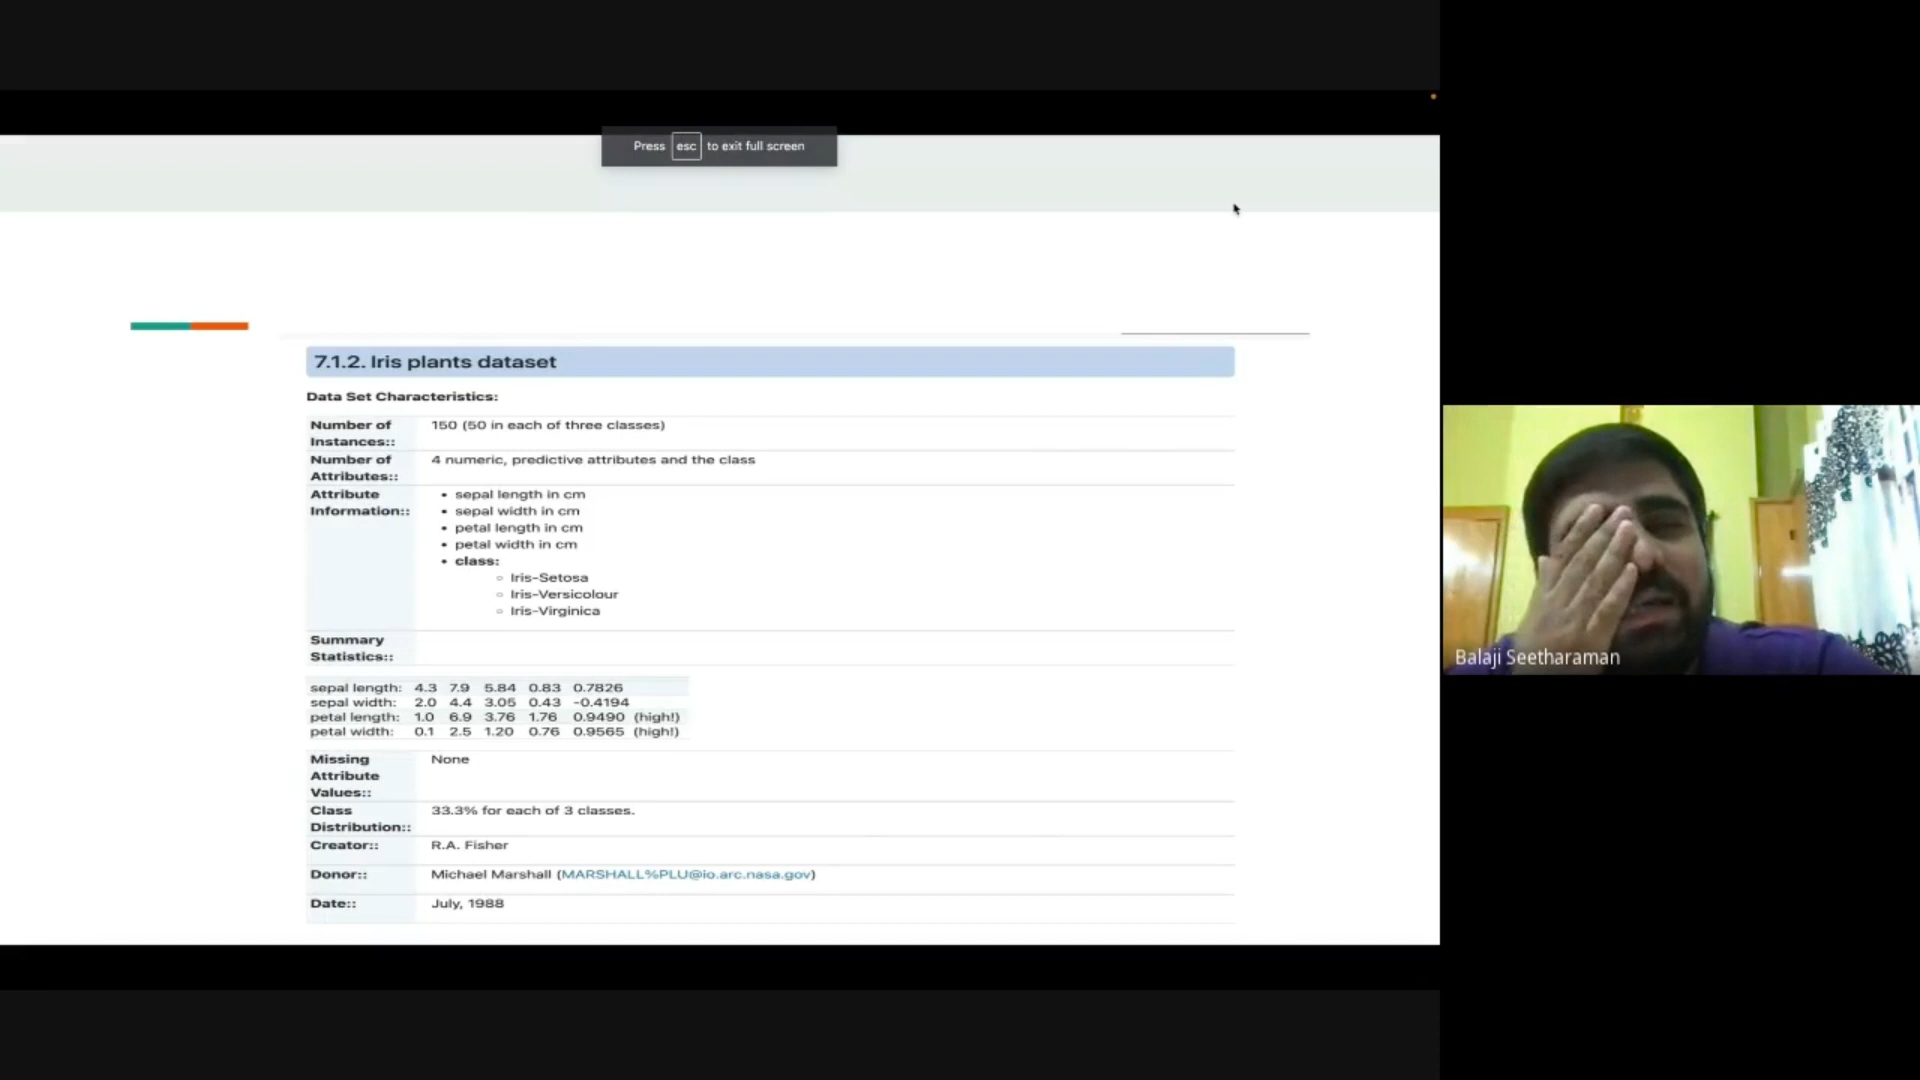 Press esc to exit full screen
7.1.2. Iris plants dataset
Data Set Characteristics:
Number of Instances:: 150 (50 in each of three classes)
Number of Attributes:: 4 numeric, predictive attributes and the class
Attribute Information::
• sepal length in cm
• sepal width in cm
• petal length in cm
• petal width in cm
• class:
◦ Iris-Setosa
◦ Iris-Versicolour
◦ Iris-Virginica
Summary Statistics::
sepal length: 4.3 7.9 5.84 0.83 0.7826
sepal width: 2.0 4.4 3.05 0.43 -0.4194
petal length: 1.0 6.9 3.76 1.76 0.9490 (high!)
petal width: 0.1 2.5 1.20 0.76 0.9565 (high!)
Missing Attribute Values:: None
Class Distribution:: 33.3% for each of 3 classes.
Creator:: R.A. Fisher
Donor:: Michael Marshall (MARSHALL%PLU@io.arc.nasa.gov)
Date:: July, 1988
Balaji Seetharaman